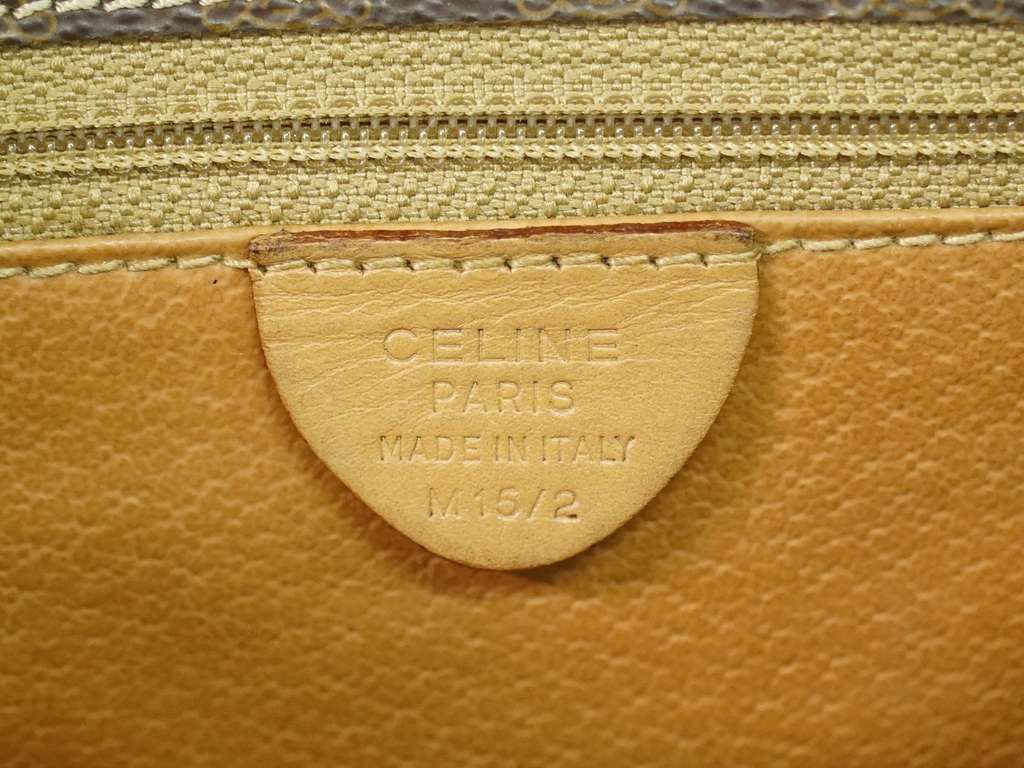 CELINE
PARIS
MADE IN ITALY
M15/2